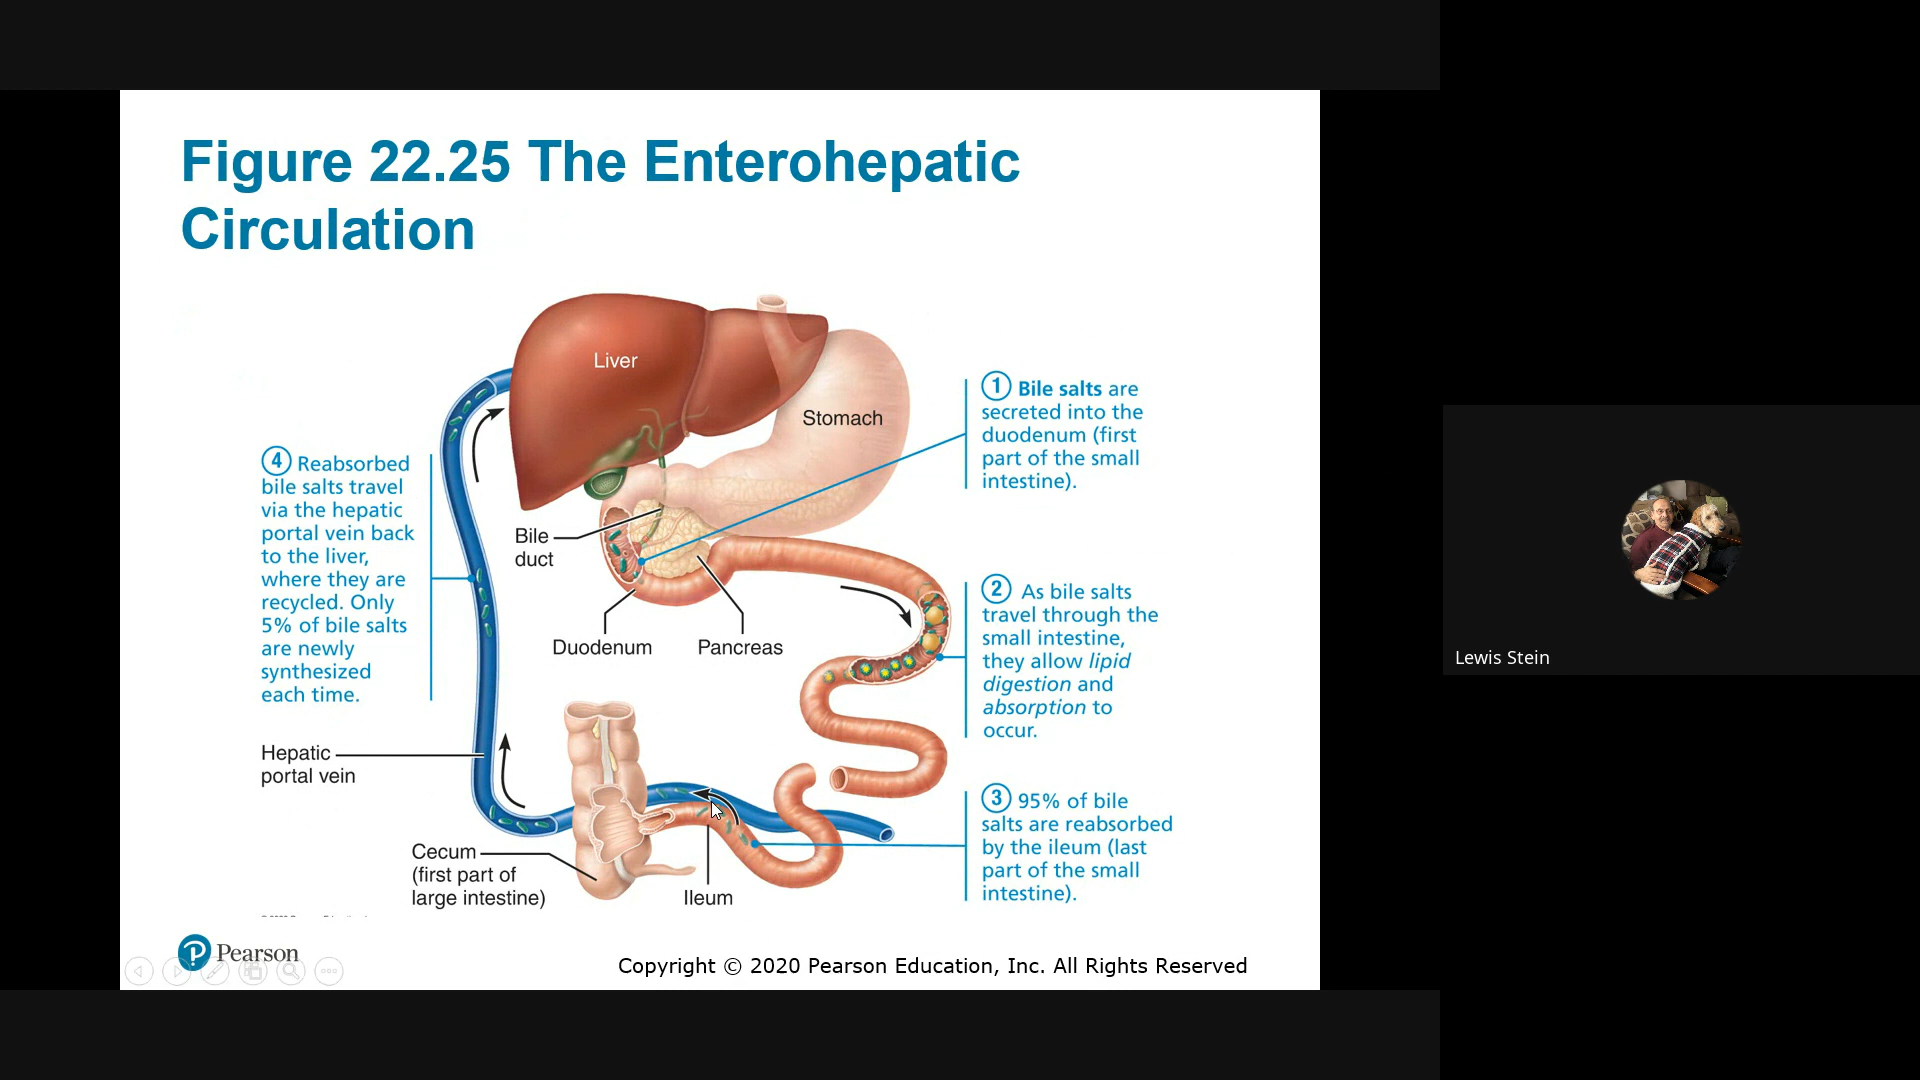 Figure 22.25 The Enterohepatic
Circulation
Liver
Stomach
Bile
duct
Duodenum
Pancreas
Hepatic
portal vein
Cecum
(first part of
large intestine)
Ileum
1 Bile salts are
secreted into the
duodenum (first
part of the small
intestine).
2 As bile salts
travel through the
small intestine,
they allow lipid
digestion and
absorption to
occur.
3 95% of bile
salts are reabsorbed
by the ileum (last
part of the small
intestine).
4 Reabsorbed
bile salts travel
via the hepatic
portal vein back
to the liver,
where they are
recycled. Only
5% of bile salts
are newly
synthesized
each time.
Pearson
Copyright © 2020 Pearson Education, Inc. All Rights Reserved
Lewis Stein